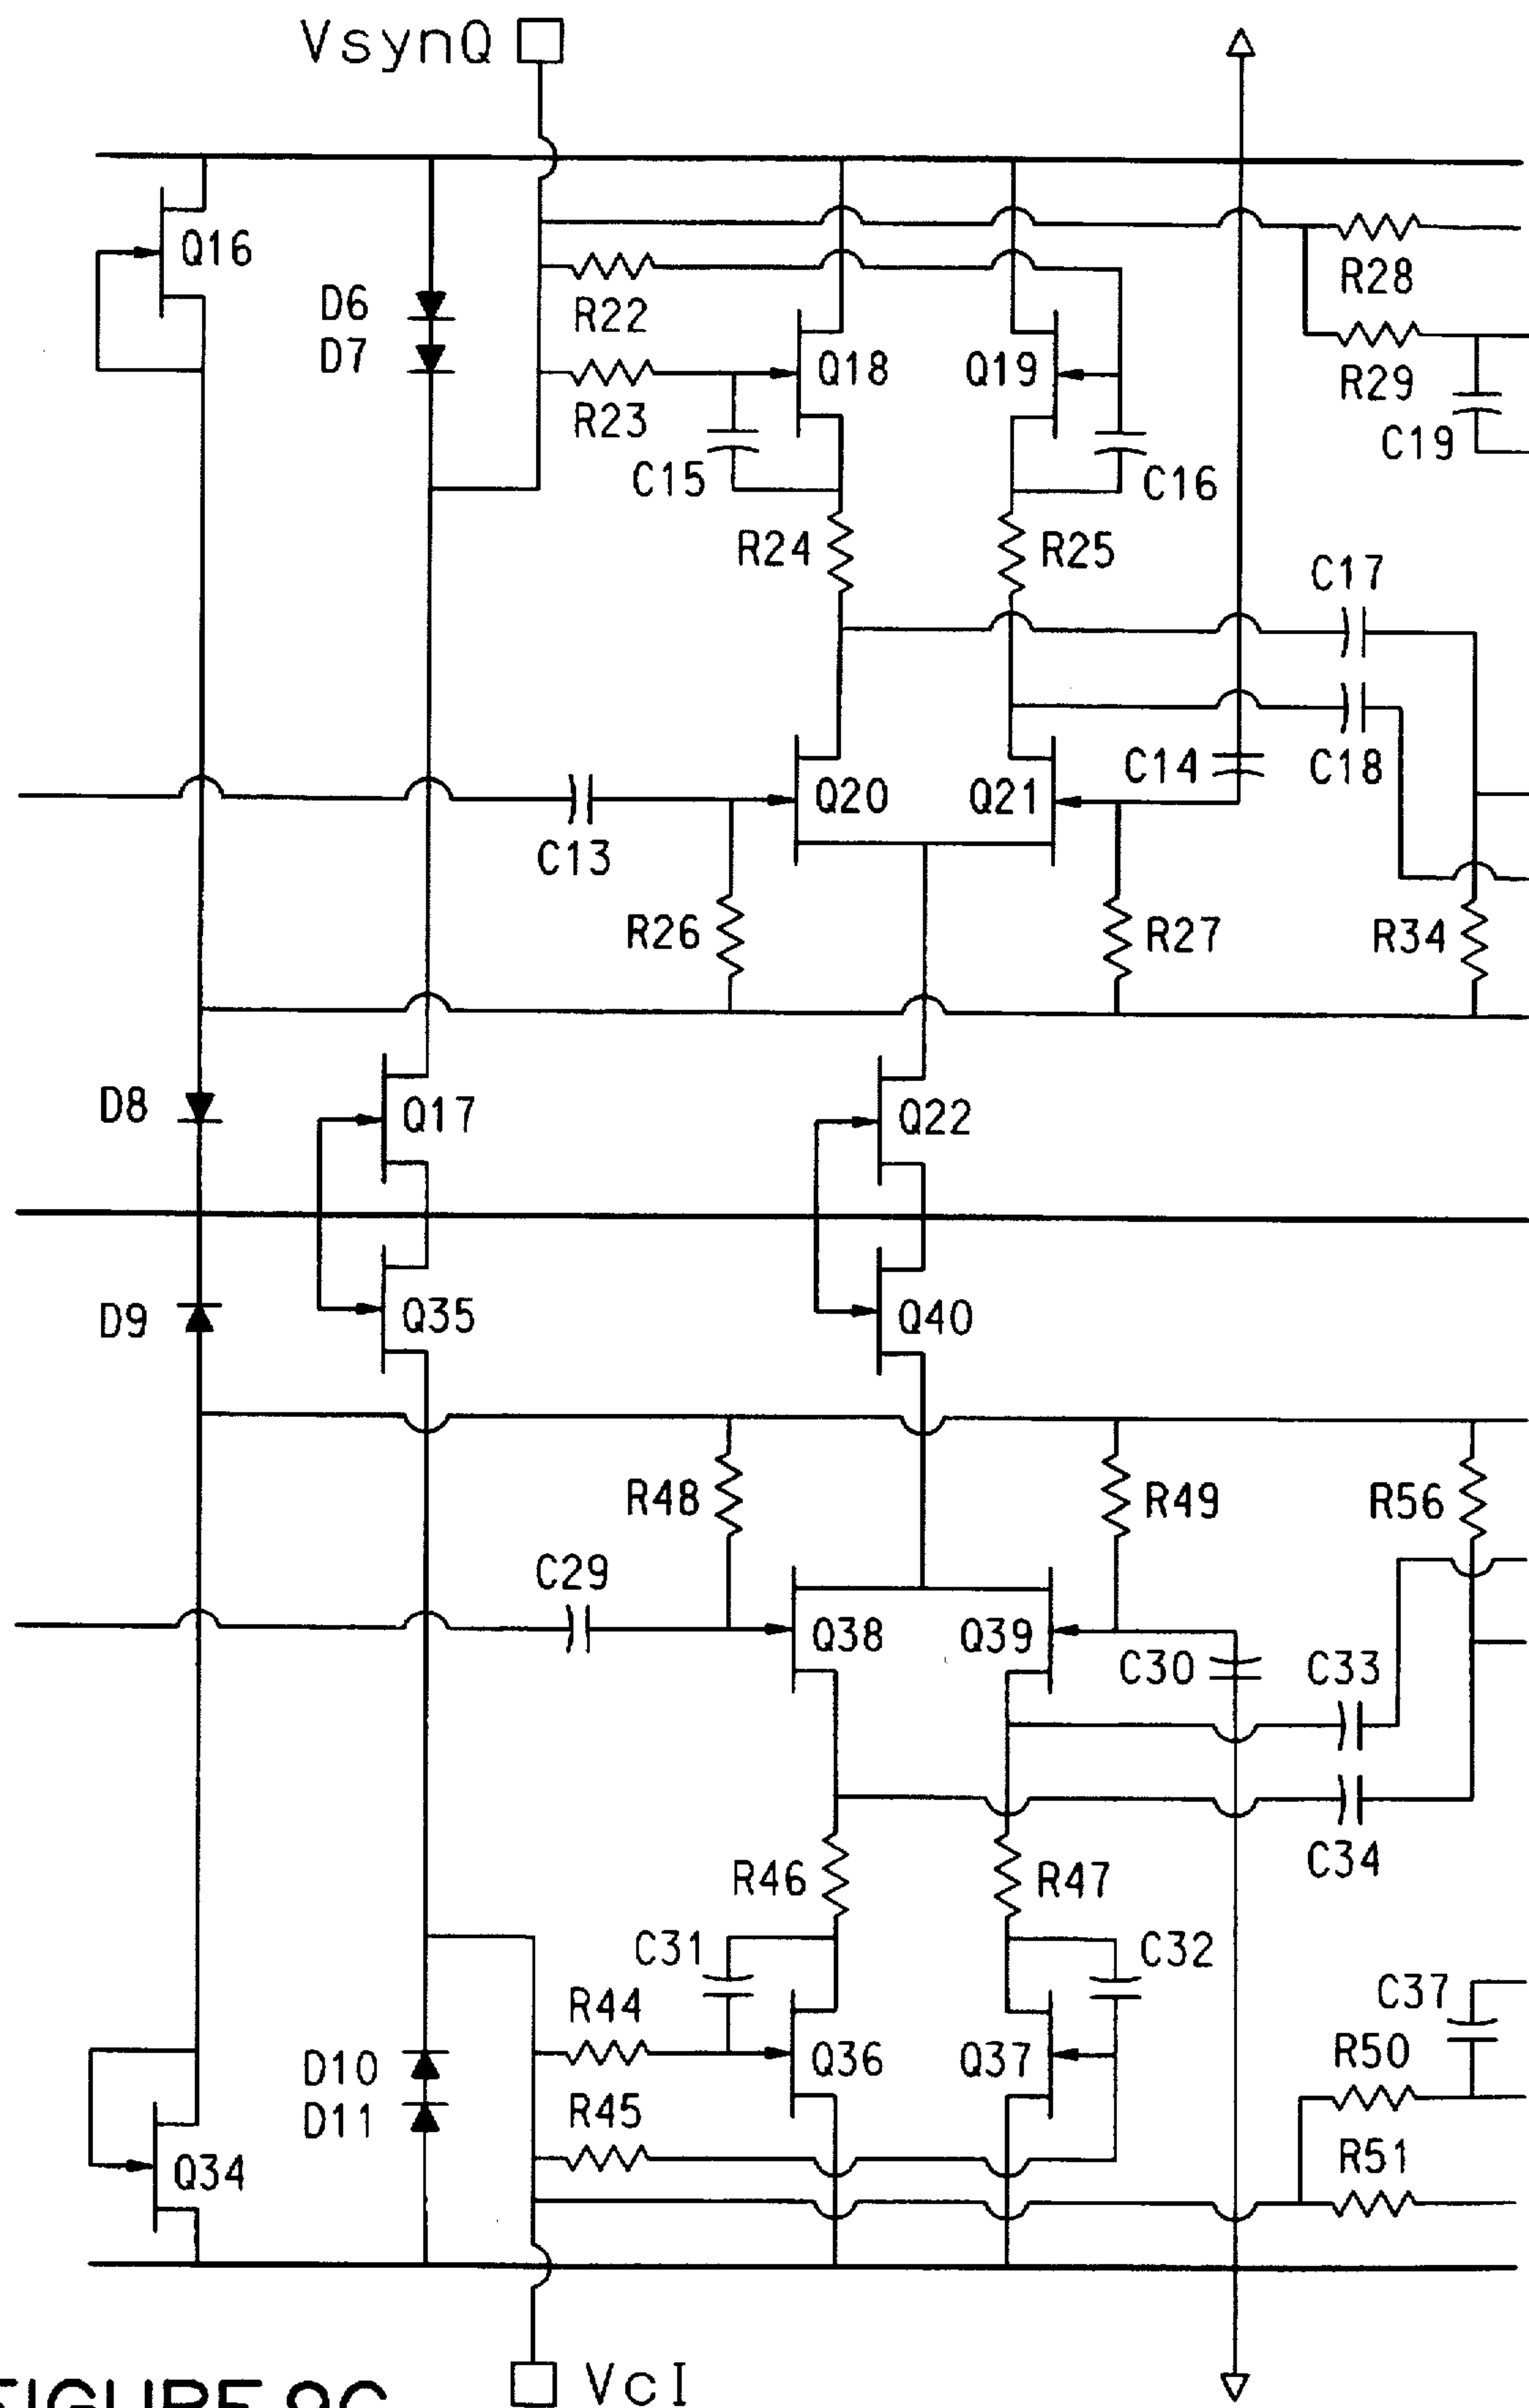 VsynQ
Q16
D6
D7
R22
R23
C15
Q18
Q19
C16
R28
R29
C19
R24
R25
C17
C14
C18
C13
Q20
Q21
R26
R27
R34
D8
Q17
Q22
D9
Q35
Q40
R48
R49
R56
C29
Q38
Q39
C30
C33
C34
R46
R47
C31
C32
R44
C37
Q36
Q37
R50
D10
D11
R45
R51
Q34
VcI
FIGURE 9C